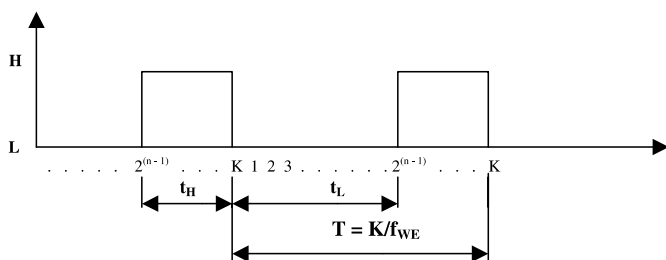 H
L
. . . . . 2^(n - 1) . . . K 1 2 3 . . . . . . 2^(n - 1) . . . K
t_H t_L
T = K/f_WE